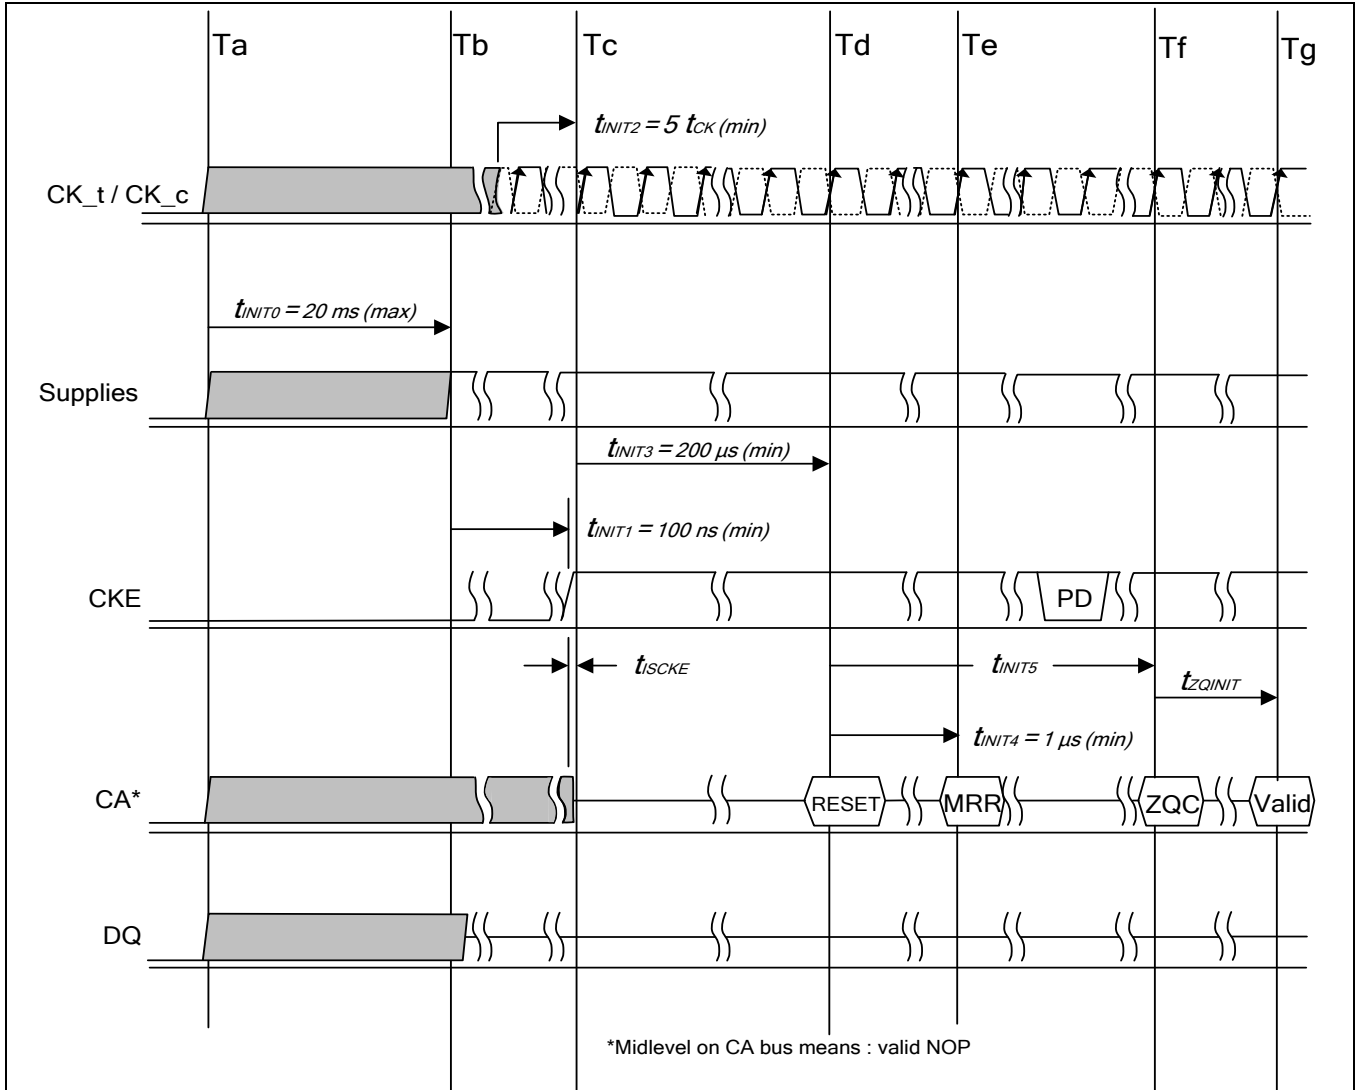 Ta Tb Tc Td Te Tf Tg
tINIT2 = 5 tCK (min)
CK_t / CK_c
tINIT0 = 20 ms (max)
Supplies
tINIT3 = 200 µs (min)
tINIT1 = 100 ns (min)
CKE
PD
tISCKE
tINIT5
tZQINIT
tINIT4 = 1 µs (min)
CA*
RESET MRR ZQC Valid
DQ
*Midlevel on CA bus means : valid NOP